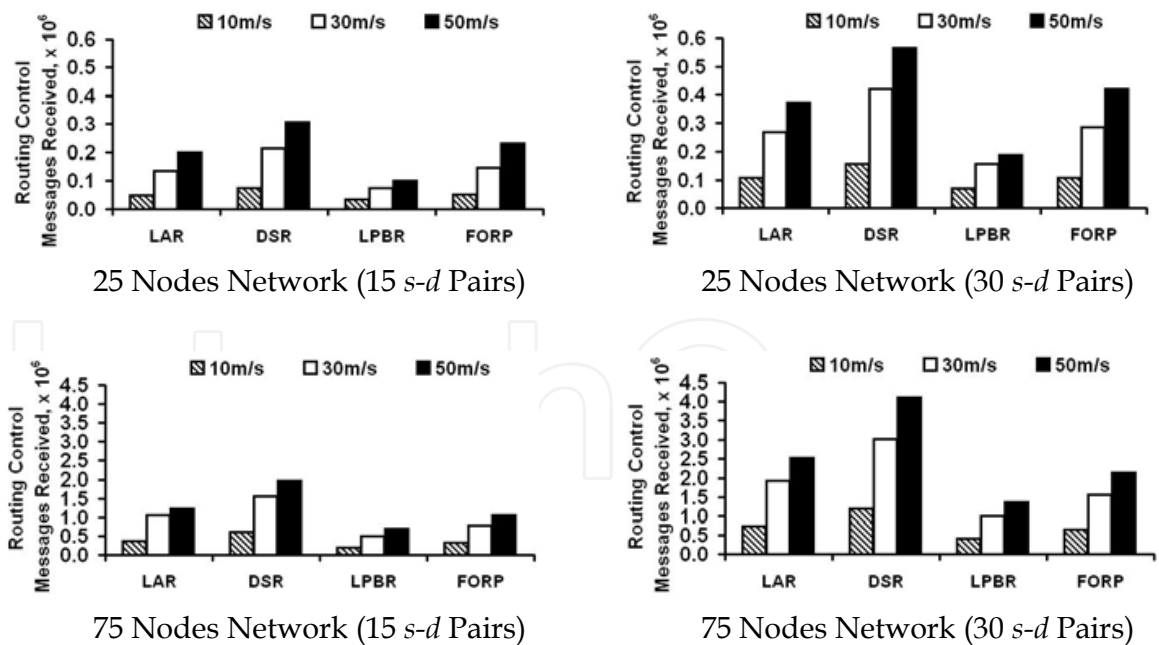 10m/s 30m/s 50m/s
Routing Control
Messages Received, x 10⁶
0.6
0.5
0.4
0.3
0.2
0.1
0.0
LAR DSR LPBR FORP
25 Nodes Network (15 s-d Pairs)
10m/s 30m/s 50m/s
Routing Control
Messages Received, x 10⁶
0.6
0.5
0.4
0.3
0.2
0.1
0.0
LAR DSR LPBR FORP
25 Nodes Network (30 s-d Pairs)
10m/s 30m/s 50m/s
Routing Control
Messages Received, x 10⁶
4.5
4.0
3.5
3.0
2.5
2.0
1.5
1.0
0.5
0.0
LAR DSR LPBR FORP
75 Nodes Network (15 s-d Pairs)
10m/s 30m/s 50m/s
Routing Control
Messages Received, x 10⁶
4.5
4.0
3.5
3.0
2.5
2.0
1.5
1.0
0.5
0.0
LAR DSR LPBR FORP
75 Nodes Network (30 s-d Pairs)